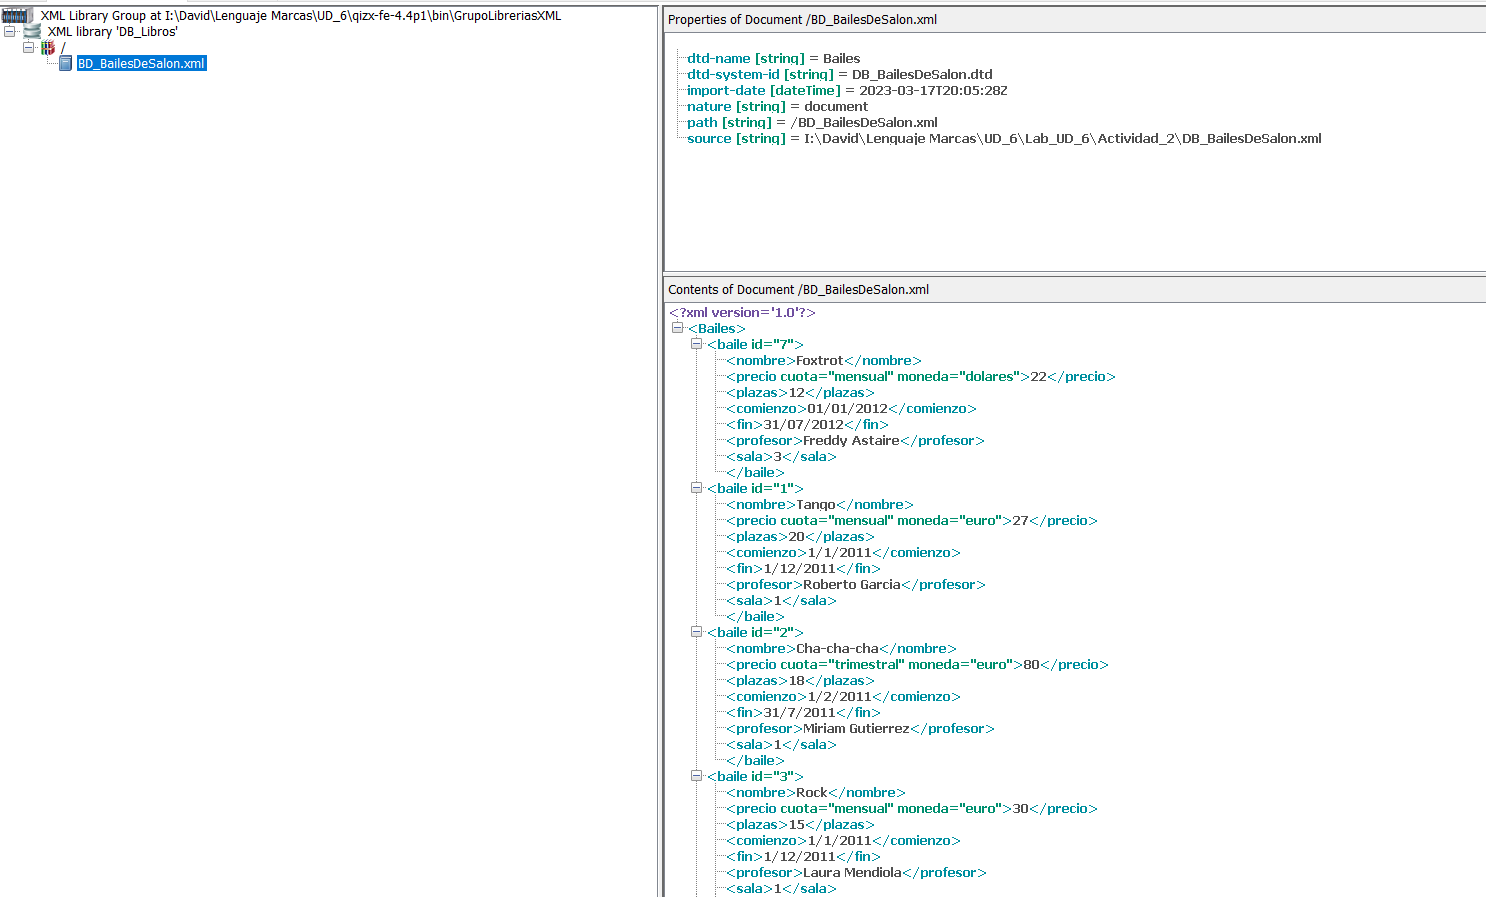 XML Library Group at I:\David\Lenguaje Marcas\UD_6\qizx-fe-4.4p1\bin\GrupoLibreriasXML
XML library 'DB_Libros'
/
BD_BailesDeSalon.xml
Properties of Document /BD_BailesDeSalon.xml
dtd-name [string] = Bailes
dtd-system-id [string] = DB_BailesDeSalon.dtd
import-date [dateTime] = 2023-03-17T20:05:28Z
nature [string] = document
path [string] = /BD_BailesDeSalon.xml
source [string] = I:\David\Lenguaje Marcas\UD_6\Lab_UD_6\Actividad_2\DB_BailesDeSalon.xml
Contents of Document /BD_BailesDeSalon.xml
<?xml version='1.0'?>
<Bailes>
<baile id="7">
<nombre>Foxtrot</nombre>
<precio cuota="mensual" moneda="dolares">22</precio>
<plazas>12</plazas>
<comienzo>01/01/2012</comienzo>
<fin>31/07/2012</fin>
<profesor>Freddy Astaire</profesor>
<sala>3</sala>
</baile>
<baile id="1">
<nombre>Tango</nombre>
<precio cuota="mensual" moneda="euro">27</precio>
<plazas>20</plazas>
<comienzo>1/1/2011</comienzo>
<fin>1/12/2011</fin>
<profesor>Roberto Garcia</profesor>
<sala>1</sala>
</baile>
<baile id="2">
<nombre>Cha-cha-cha</nombre>
<precio cuota="trimestral" moneda="euro">80</precio>
<plazas>18</plazas>
<comienzo>1/2/2011</comienzo>
<fin>31/7/2011</fin>
<profesor>Miriam Gutierrez</profesor>
<sala>1</sala>
</baile>
<baile id="3">
<nombre>Rock</nombre>
<precio cuota="mensual" moneda="euro">30</precio>
<plazas>15</plazas>
<comienzo>1/1/2011</comienzo>
<fin>1/12/2011</fin>
<profesor>Laura Mendiola</profesor>
<sala>1</sala>